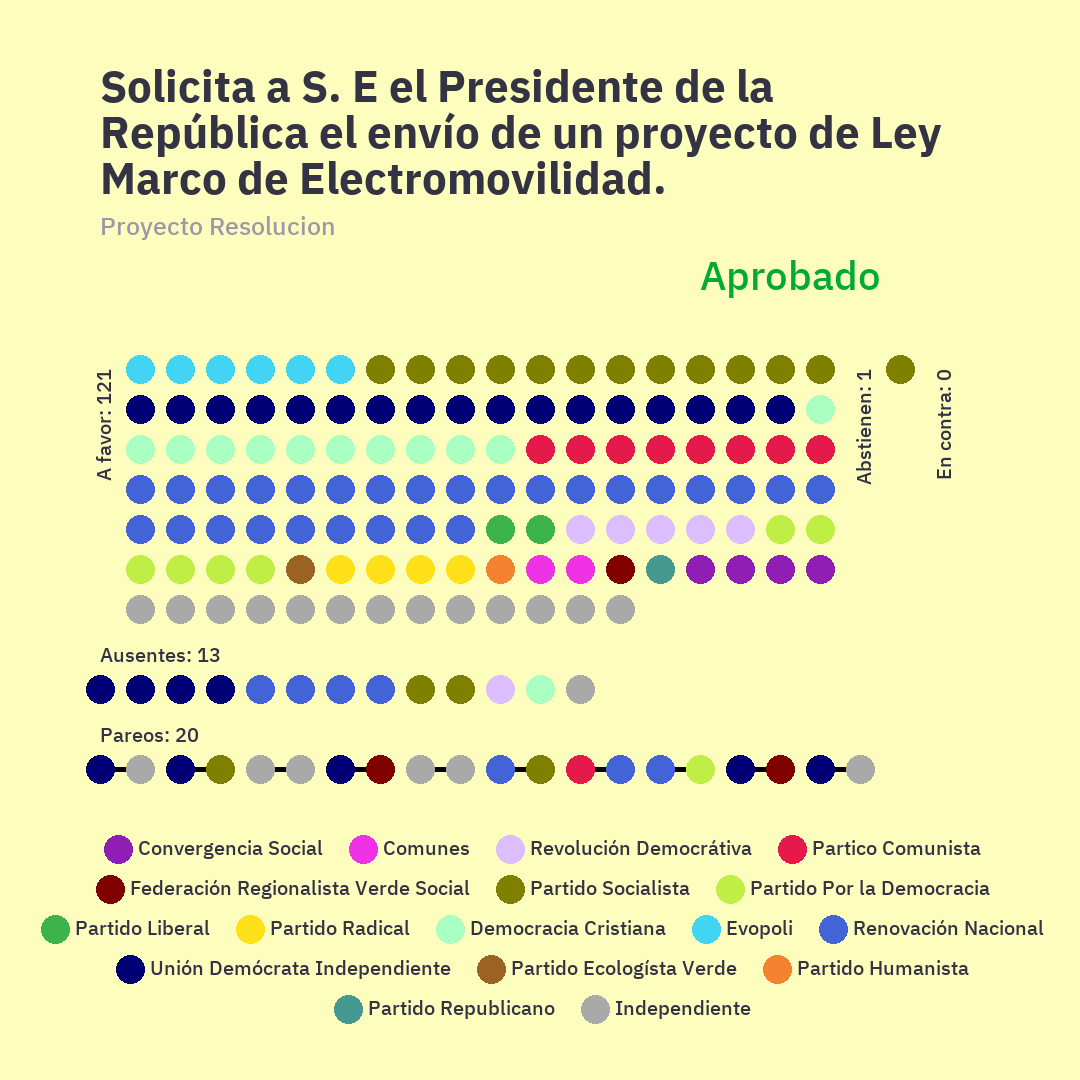 Solicita a S. E el Presidente de la
República el envío de un proyecto de Ley
Marco de Electromovilidad.
Proyecto Resolucion
Aprobado
A favor: 121
Abstienen: 1
En contra: 0
Ausentes: 13
Pareos: 20
Convergencia Social Comunes Revolución Democrátiva Partico Comunista
Federación Regionalista Verde Social Partido Socialista Partido Por la Democracia
Partido Liberal Partido Radical Democracia Cristiana Evopoli Renovación Nacional
Unión Demócrata Independiente Partido Ecologísta Verde Partido Humanista
Partido Republicano Independiente